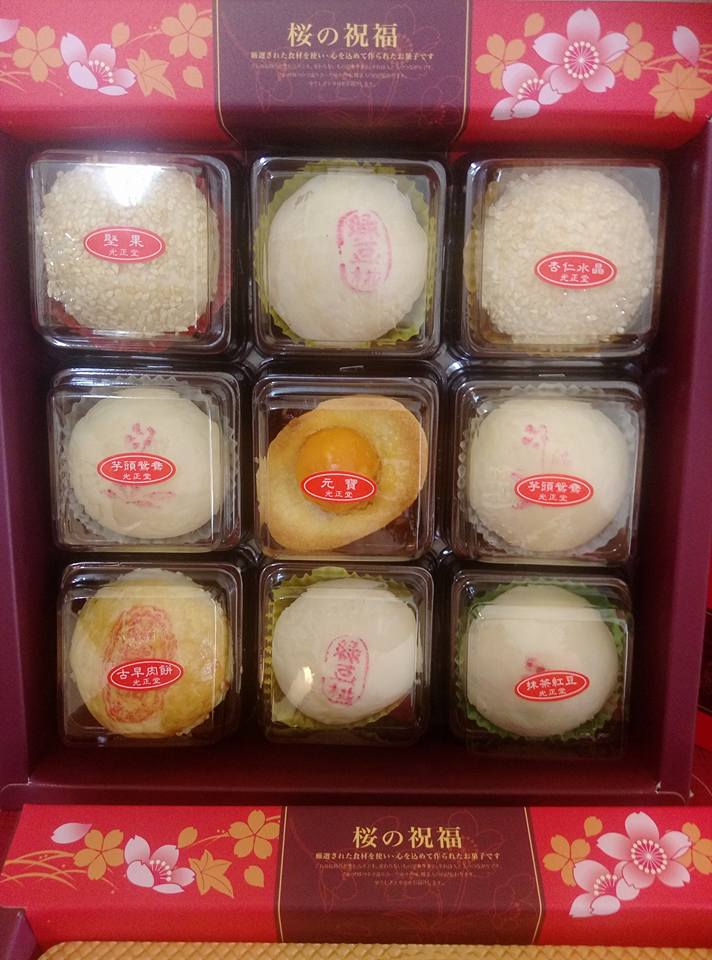 桜の祝福
厳選された食材を使い、心を込めて作られたお菓子です
堅果
光正堂
綠豆椪
杏仁水晶
光正堂
芋頭鴛鴦
光正堂
元寶
光正堂
芋頭鴛鴦
光正堂
古早肉餅
光正堂
綠豆椪
抹茶紅豆
光正堂
桜の祝福
厳選された食材を使い、心を込めて作られたお菓子です